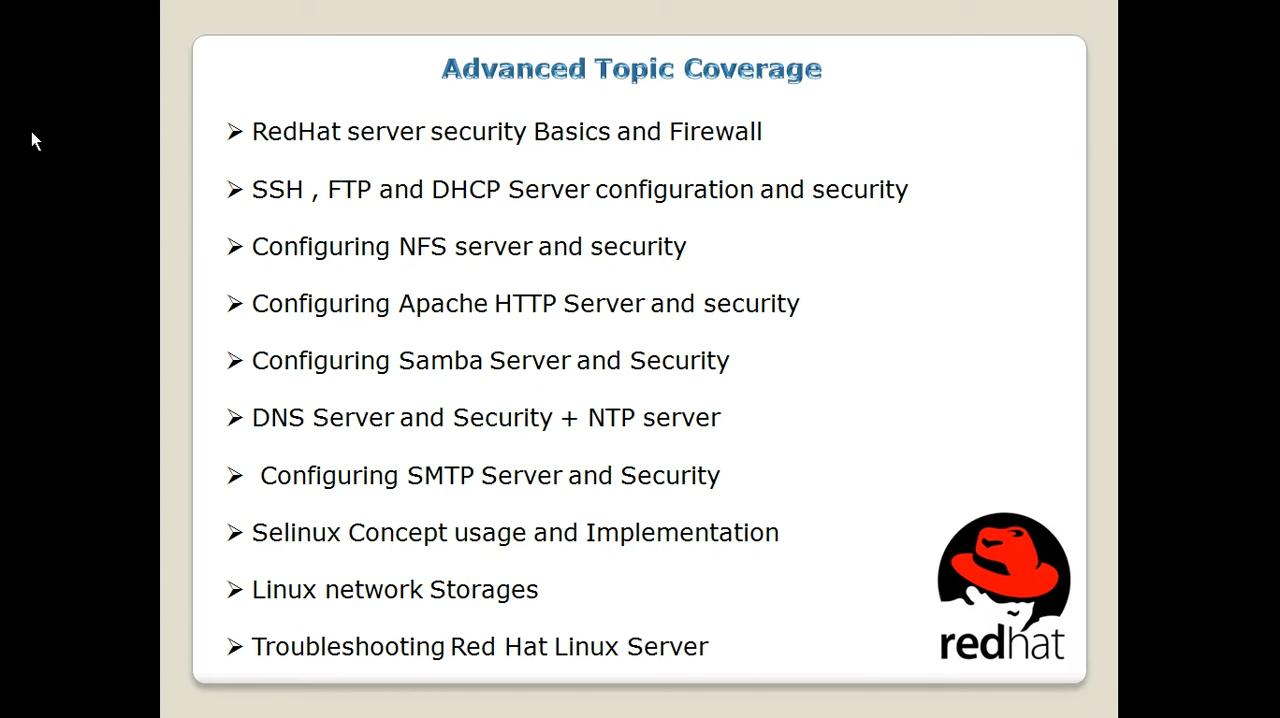 Advanced Topic Coverage
RedHat server security Basics and Firewall
SSH , FTP and DHCP Server configuration and security
Configuring NFS server and security
Configuring Apache HTTP Server and security
Configuring Samba Server and Security
DNS Server and Security + NTP server
Configuring SMTP Server and Security
Selinux Concept usage and Implementation
Linux network Storages
Troubleshooting Red Hat Linux Server
redhat